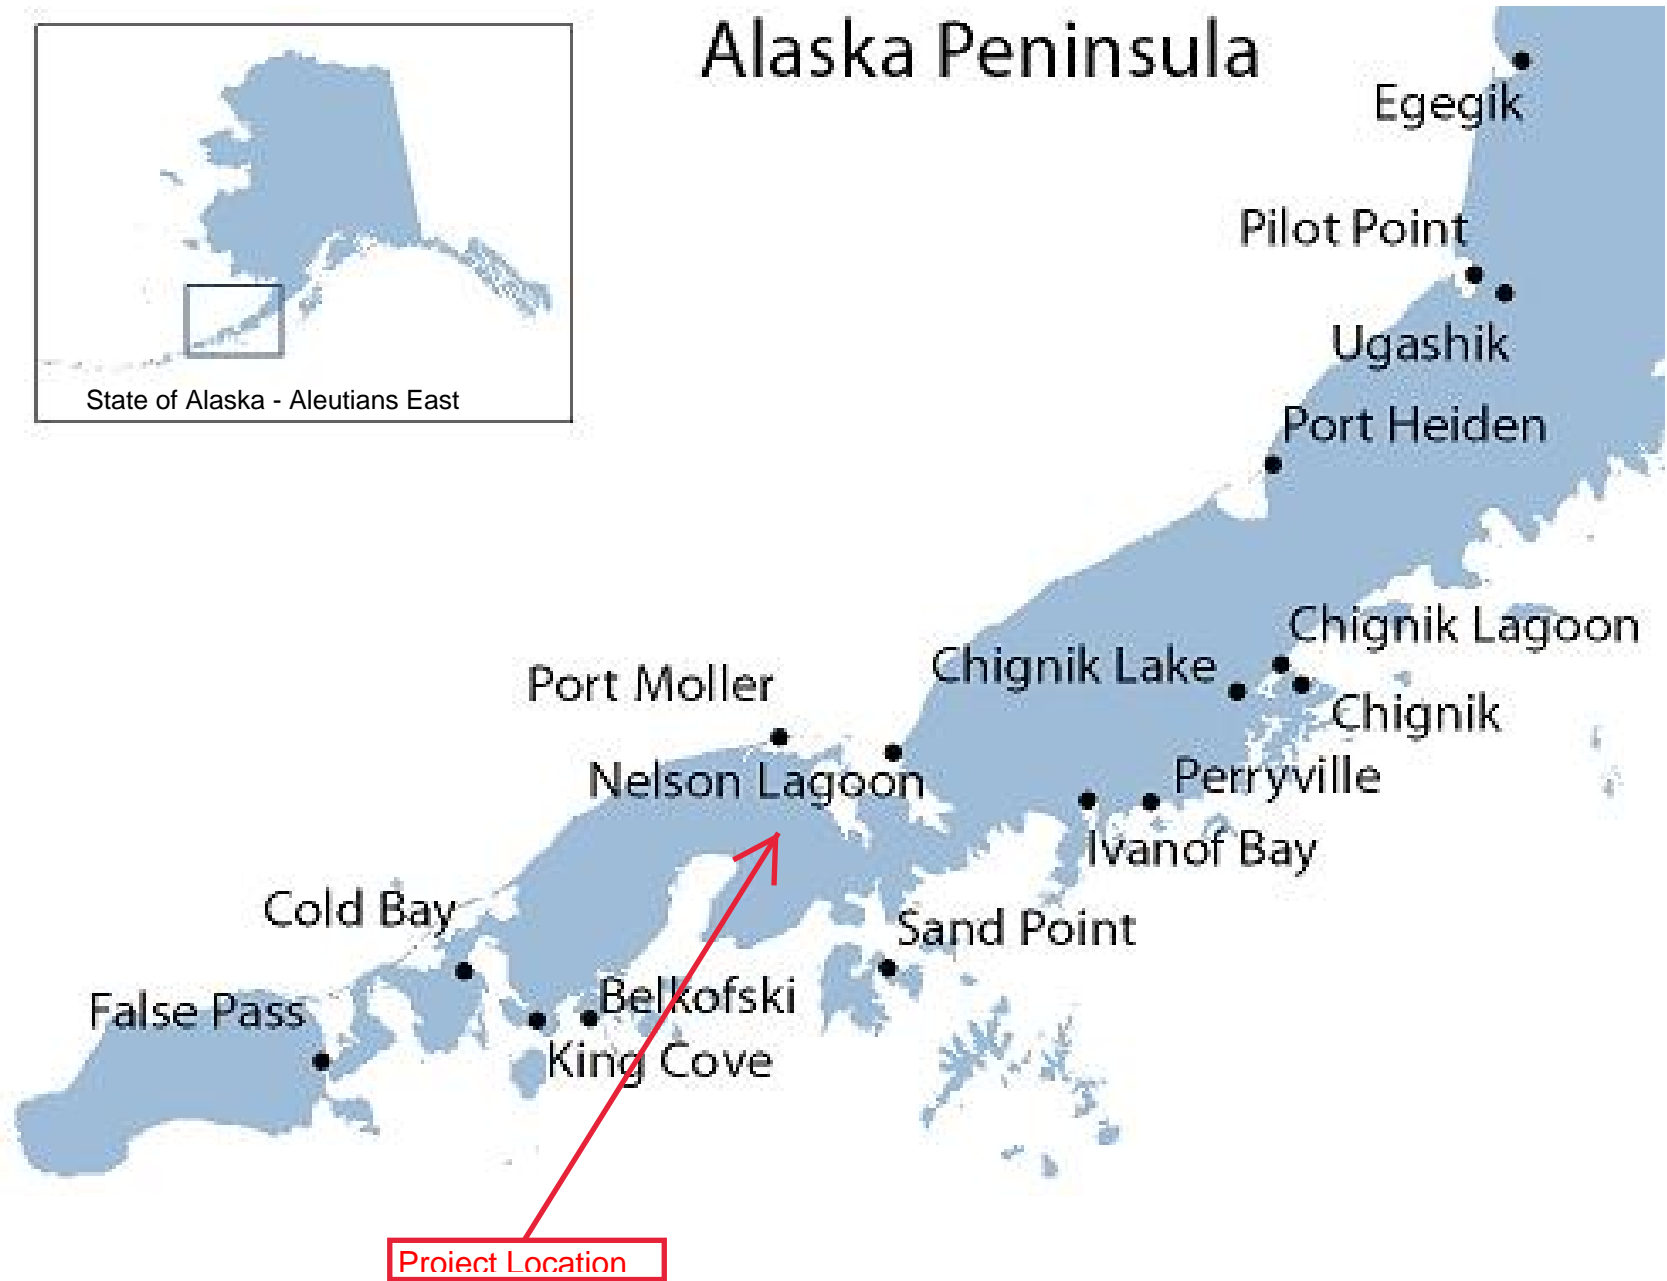 Alaska Peninsula
State of Alaska - Aleutians East
Egegik
Pilot Point
Ugashik
Port Heiden
Chignik Lagoon
Chignik Lake
Chignik
Port Moller
Nelson Lagoon
Perryville
Ivanof Bay
Cold Bay
Sand Point
False Pass
Belkofski
King Cove
Project Location